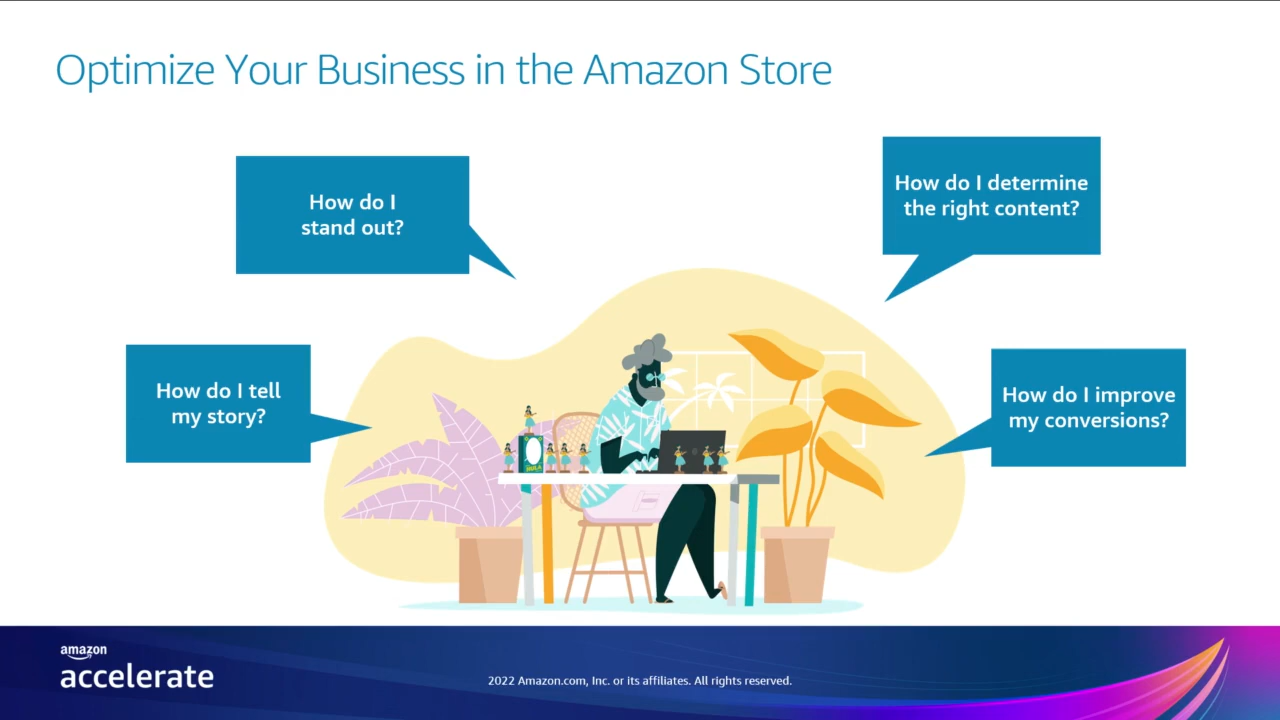 Optimize Your Business in the Amazon Store
How do I
stand out?
How do I determine
the right content?
How do I tell
my story?
How do I improve
my conversions?
HULA
amazon
accelerate
2022 Amazon.com, Inc. or its affiliates. All rights reserved.